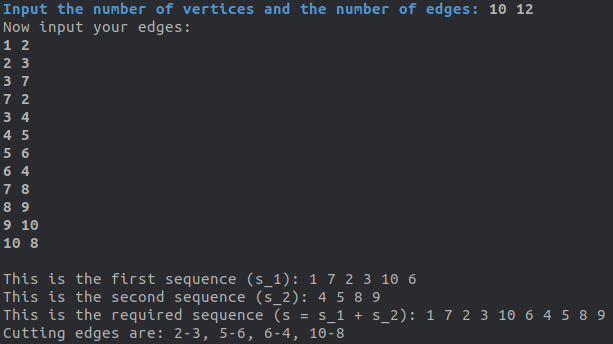 Input the number of vertices and the number of edges: 10 12
Now input your edges:
1 2
2 3
3 7
7 2
3 4
4 5
5 6
6 4
7 8
8 9
9 10
10 8
This is the first sequence (s_1): 1 7 2 3 10 6
This is the second sequence (s_2): 4 5 8 9
This is the required sequence (s = s_1 + s_2): 1 7 2 3 10 6 4 5 8 9
Cutting edges are: 2-3, 5-6, 6-4, 10-8